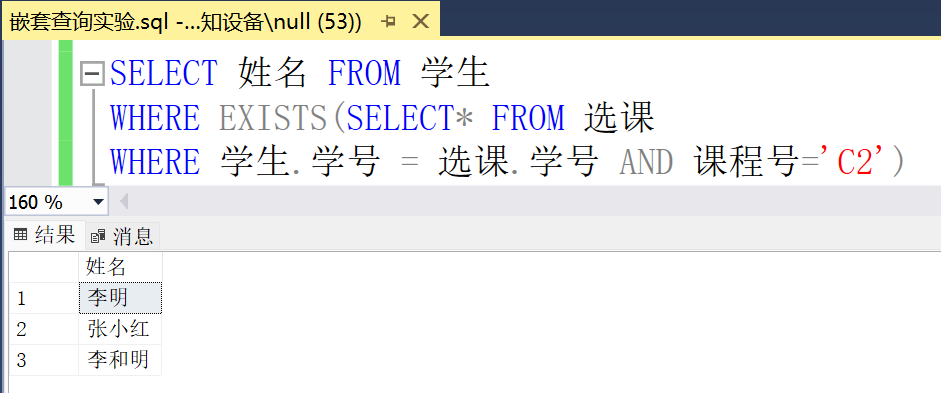 嵌套查询实验.sql -...知设备\null (53))
SELECT 姓名 FROM 学生
WHERE EXISTS(SELECT* FROM 选课
WHERE 学生.学号 = 选课.学号 AND 课程号='C2')
160 %
结果 消息
姓名
1 李明
2 张小红
3 李和明